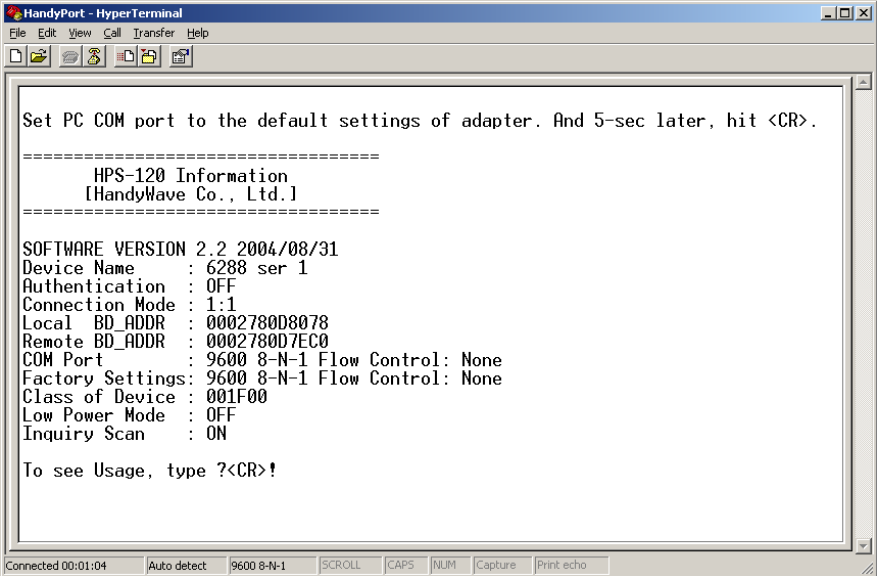 HandyPort - HyperTerminal
File Edit View Call Transfer Help
Set PC COM port to the default settings of adapter. And 5-sec later, hit <CR>.
===================================
HPS-120 Information
[HandyWave Co., Ltd.]
===================================
SOFTWARE VERSION 2.2 2004/08/31
Device Name : 6288 ser 1
Authentication : OFF
Connection Mode : 1:1
Local BD_ADDR : 0002780D8078
Remote BD_ADDR : 0002780D7EC0
COM Port : 9600 8-N-1 Flow Control: None
Factory Settings: 9600 8-N-1 Flow Control: None
Class of Device : 001F00
Low Power Mode : OFF
Inquiry Scan : ON
To see Usage, type ?<CR>!
Connected 00:01:04 Auto detect 9600 8-N-1 SCROLL CAPS NUM Capture Print echo